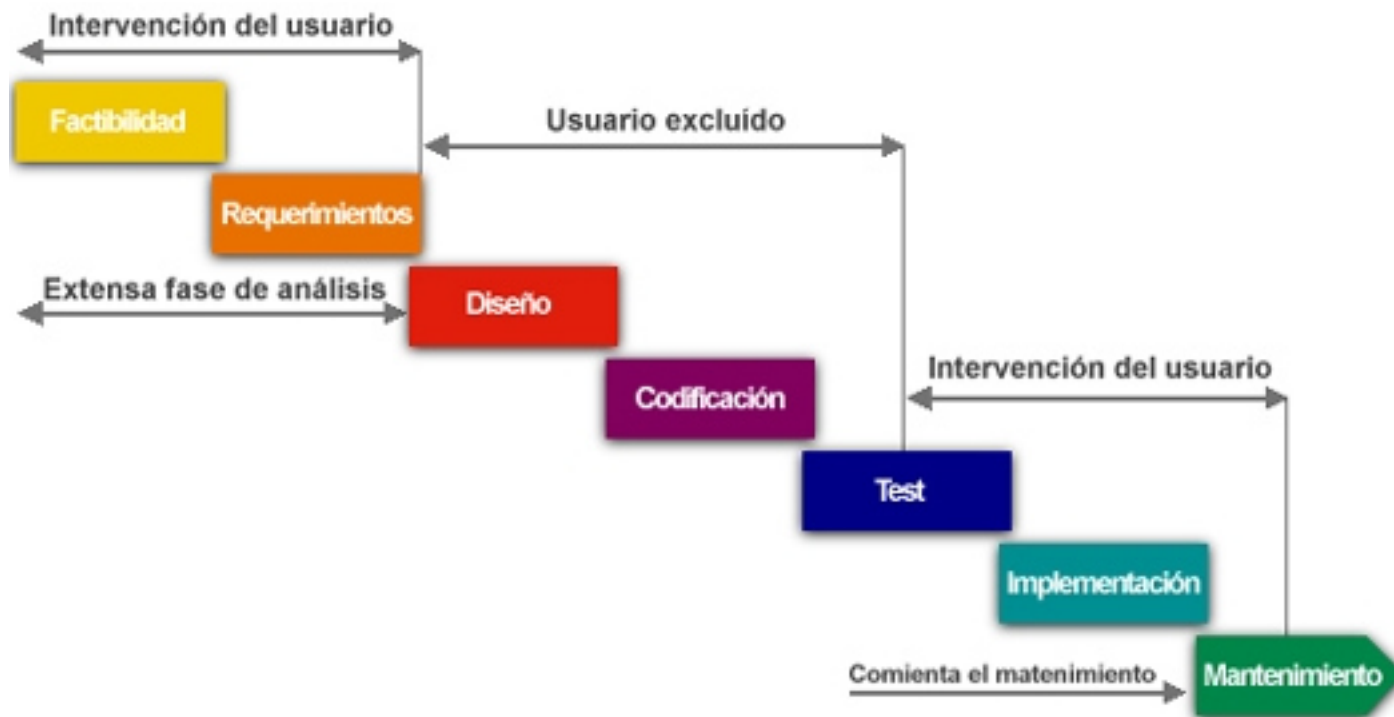 Intervención del usuario
Factibilidad
Usuario excluído
Requerimientos
Extensa fase de análisis
Diseño
Intervención del usuario
Codificación
Test
Implementación
Comienta el matenimiento
Mantenimiento